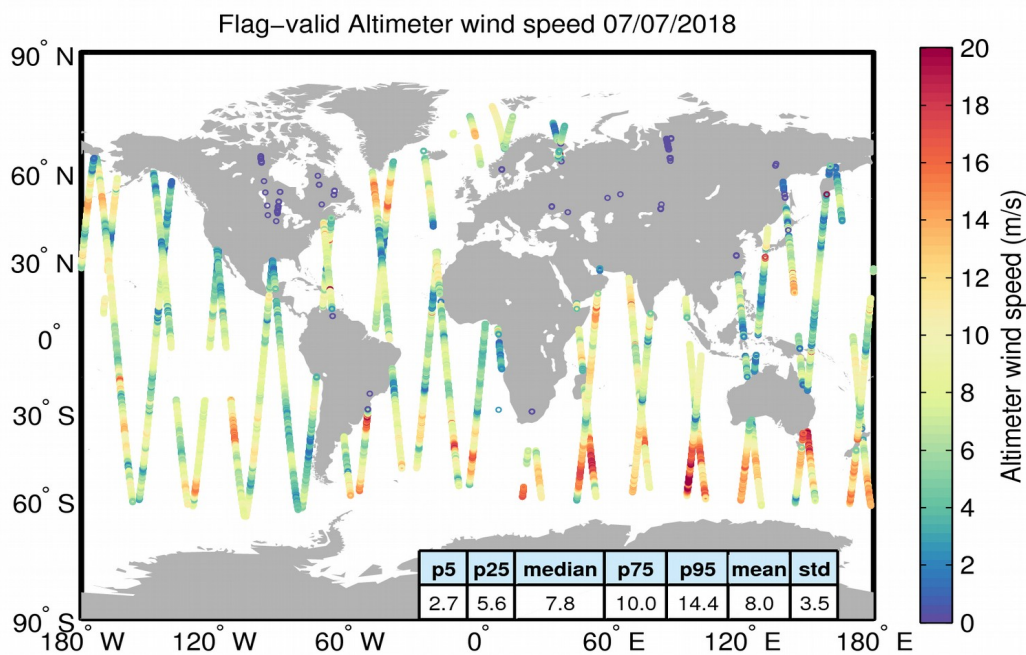 Flag−valid Altimeter wind speed 07/07/2018
90° N
60° N
30° N
0°
30° S
60° S
90° S
180° W
120° W
60° W
0°
60° E
120° E
180° E
p5 p25 median p75 p95 mean std
2.7 5.6 7.8 10.0 14.4 8.0 3.5
20
18
16
14
12
10
8
6
4
2
0
Altimeter wind speed (m/s)